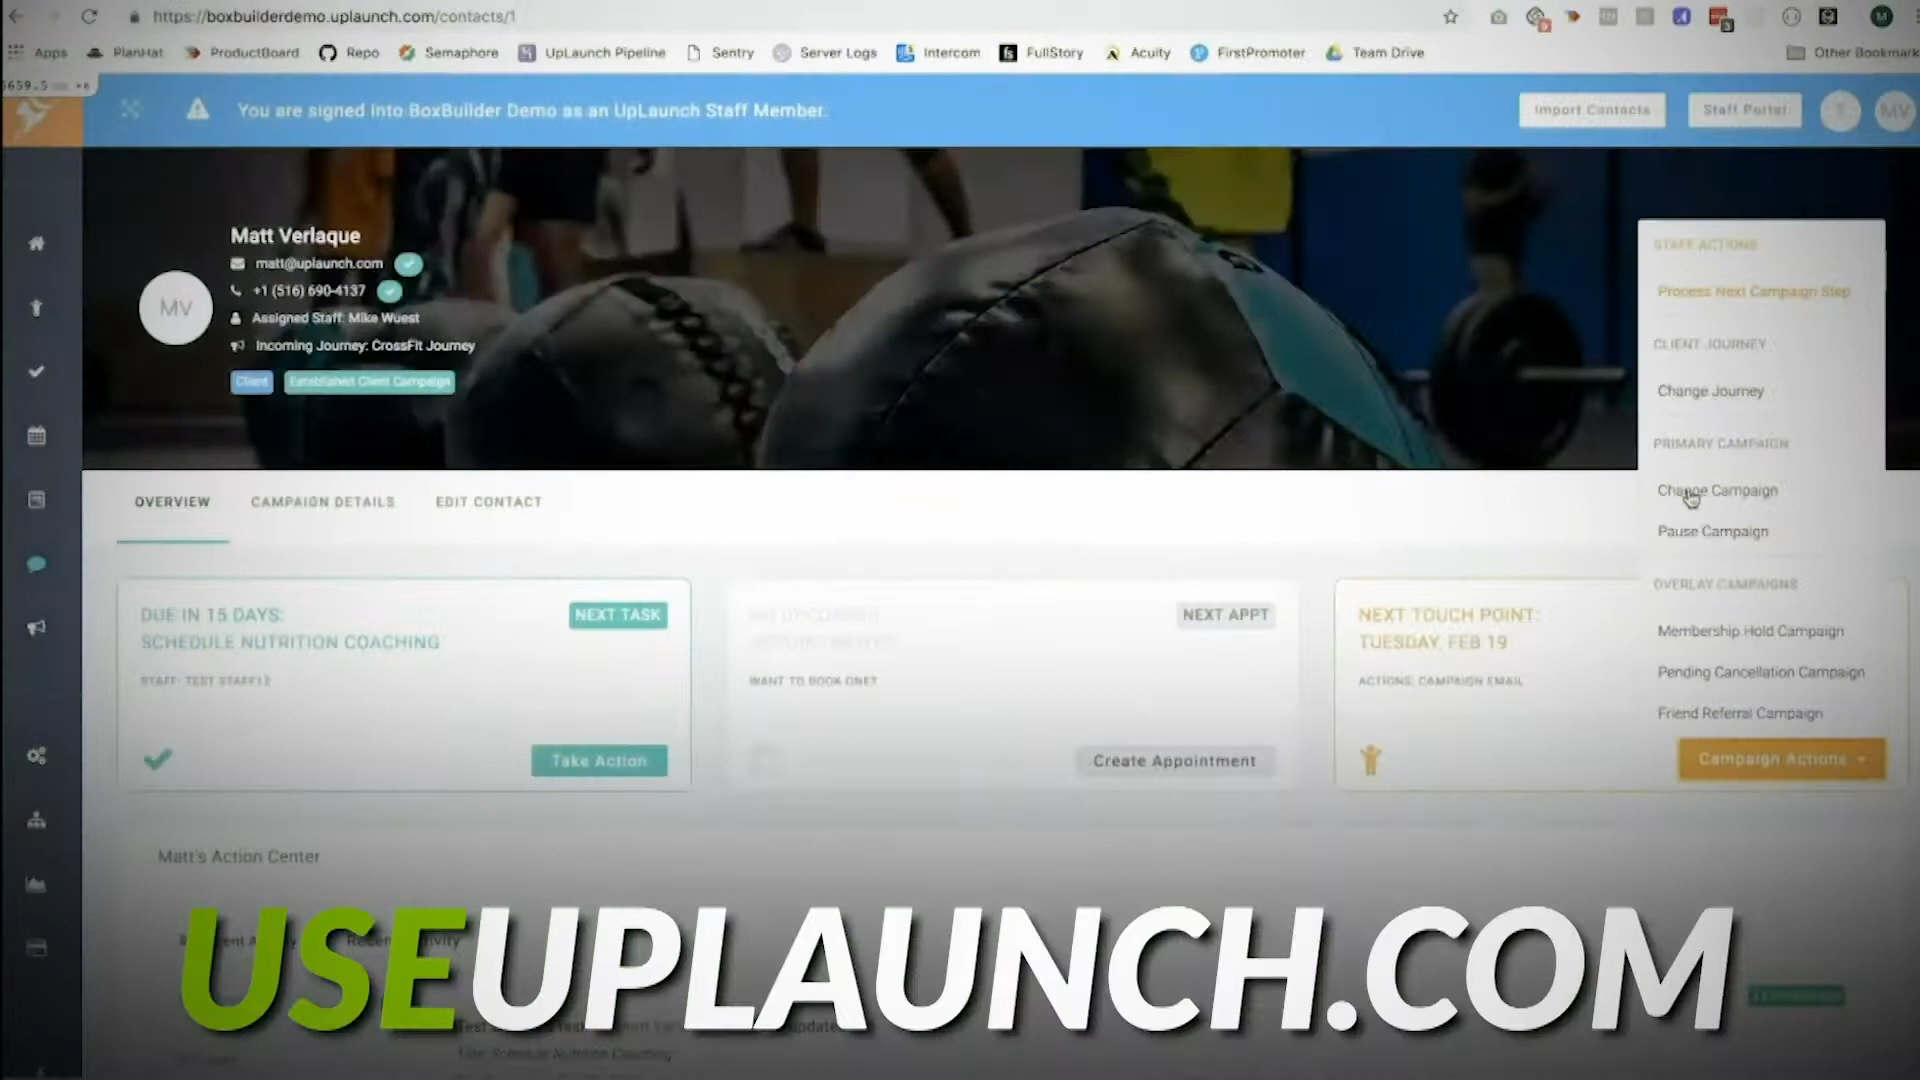 https://boxbuilderdemo.uplaunch.com/contacts/1
Apps
PlanHat
ProductBoard
Repo
Semaphore
UpLaunch Pipeline
Sentry
Server Logs
Intercom
FullStory
Acuity
FirstPromoter
Team Drive
Other Bookmark
You are signed into BoxBuilder Demo as an UpLaunch Staff Member.
Import Contacts
Staff Portal
?
MV
MV
Matt Verlaque
matt@uplaunch.com
+1 (516) 690-4137
Assigned Staff: Mike Wuest
Incoming Journey: CrossFit Journey
Client
Established Client Campaign
STAFF ACTIONS
Process Next Campaign Step
CLIENT JOURNEY
Change Journey
PRIMARY CAMPAIGN
Change Campaign
Pause Campaign
OVERLAY CAMPAIGNS
Membership Hold Campaign
Pending Cancellation Campaign
Friend Referral Campaign
Campaign Actions
OVERVIEW
CAMPAIGN DETAILS
EDIT CONTACT
DUE IN 15 DAYS:
SCHEDULE NUTRITION COACHING
NEXT TASK
STAFF: TEST STAFF12
Take Action
NEXT APPT
WANT TO BOOK ONE?
Create Appointment
NEXT TOUCH POINT:
TUESDAY, FEB 19
ACTIONS: CAMPAIGN EMAIL
Matt's Action Center
USEUPLAUNCH.COM